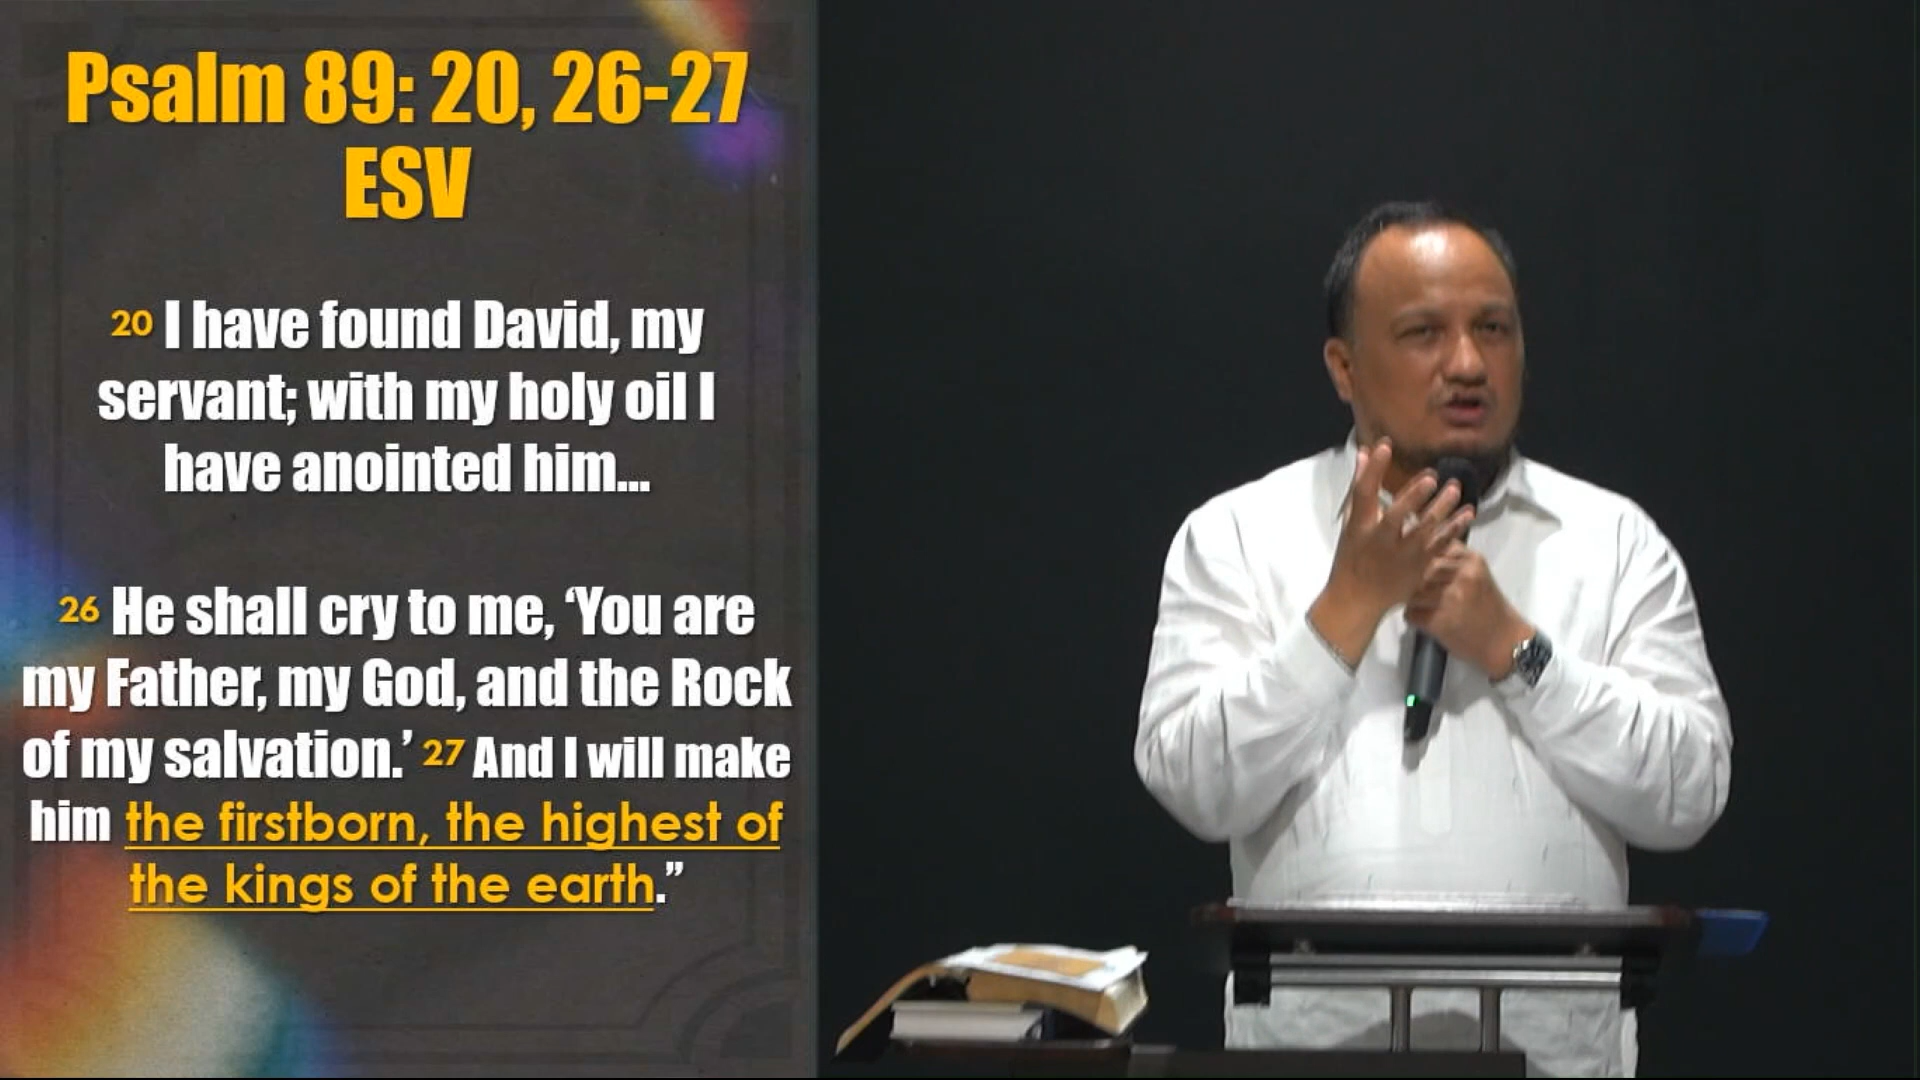 Psalm 89: 20, 26-27
ESV
20 I have found David, my
servant; with my holy oil I
have anointed him...
26 He shall cry to me, ‘You are
my Father, my God, and the Rock
of my salvation.’ 27 And I will make
him the firstborn, the highest of
the kings of the earth.”